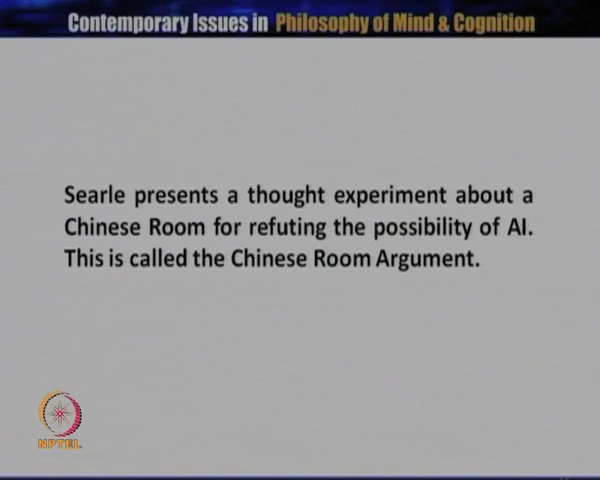 Contemporary Issues in Philosophy of Mind & Cognition
Searle presents a thought experiment about a
Chinese Room for refuting the possibility of AI.
This is called the Chinese Room Argument.
NPTEL